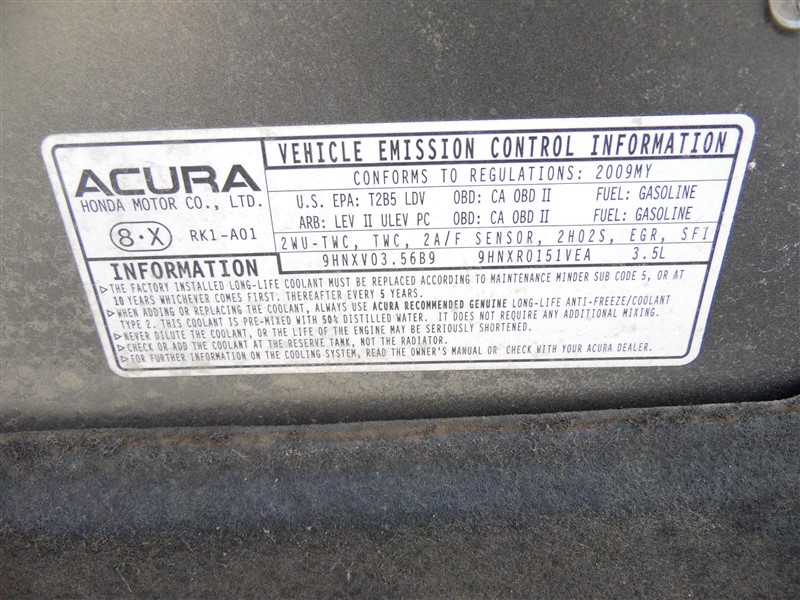 ACURA
HONDA MOTOR CO., LTD.
8·X RK1-A01
VEHICLE EMISSION CONTROL INFORMATION
CONFORMS TO REGULATIONS: 2009MY
U.S. EPA: T2B5 LDV OBD: CA OBD II FUEL: GASOLINE
ARB: LEV II ULEV PC OBD: CA OBD II FUEL: GASOLINE
2WU-TWC, TWC, 2A/F SENSOR, 2HO2S, EGR, SFI
9HNXV03.56B9 9HNXR0151VEA 3.5L
INFORMATION
▷THE FACTORY INSTALLED LONG-LIFE COOLANT MUST BE REPLACED ACCORDING TO MAINTENANCE MINDER SUB CODE 5, OR AT
10 YEARS WHICHEVER COMES FIRST. THEREAFTER EVERY 5 YEARS.
▷WHEN ADDING OR REPLACING THE COOLANT, ALWAYS USE ACURA RECOMMENDED GENUINE LONG-LIFE ANTI-FREEZE/COOLANT
TYPE 2. THIS COOLANT IS PRE-MIXED WITH 50% DISTILLED WATER. IT DOES NOT REQUIRE ANY ADDITIONAL MIXING.
▷NEVER DILUTE THE COOLANT, OR THE LIFE OF THE ENGINE MAY BE SERIOUSLY SHORTENED.
▷CHECK OR ADD THE COOLANT AT THE RESERVE TANK, NOT THE RADIATOR.
▷FOR FURTHER INFORMATION ON THE COOLING SYSTEM, READ THE OWNER'S MANUAL OR CHECK WITH YOUR ACURA DEALER.